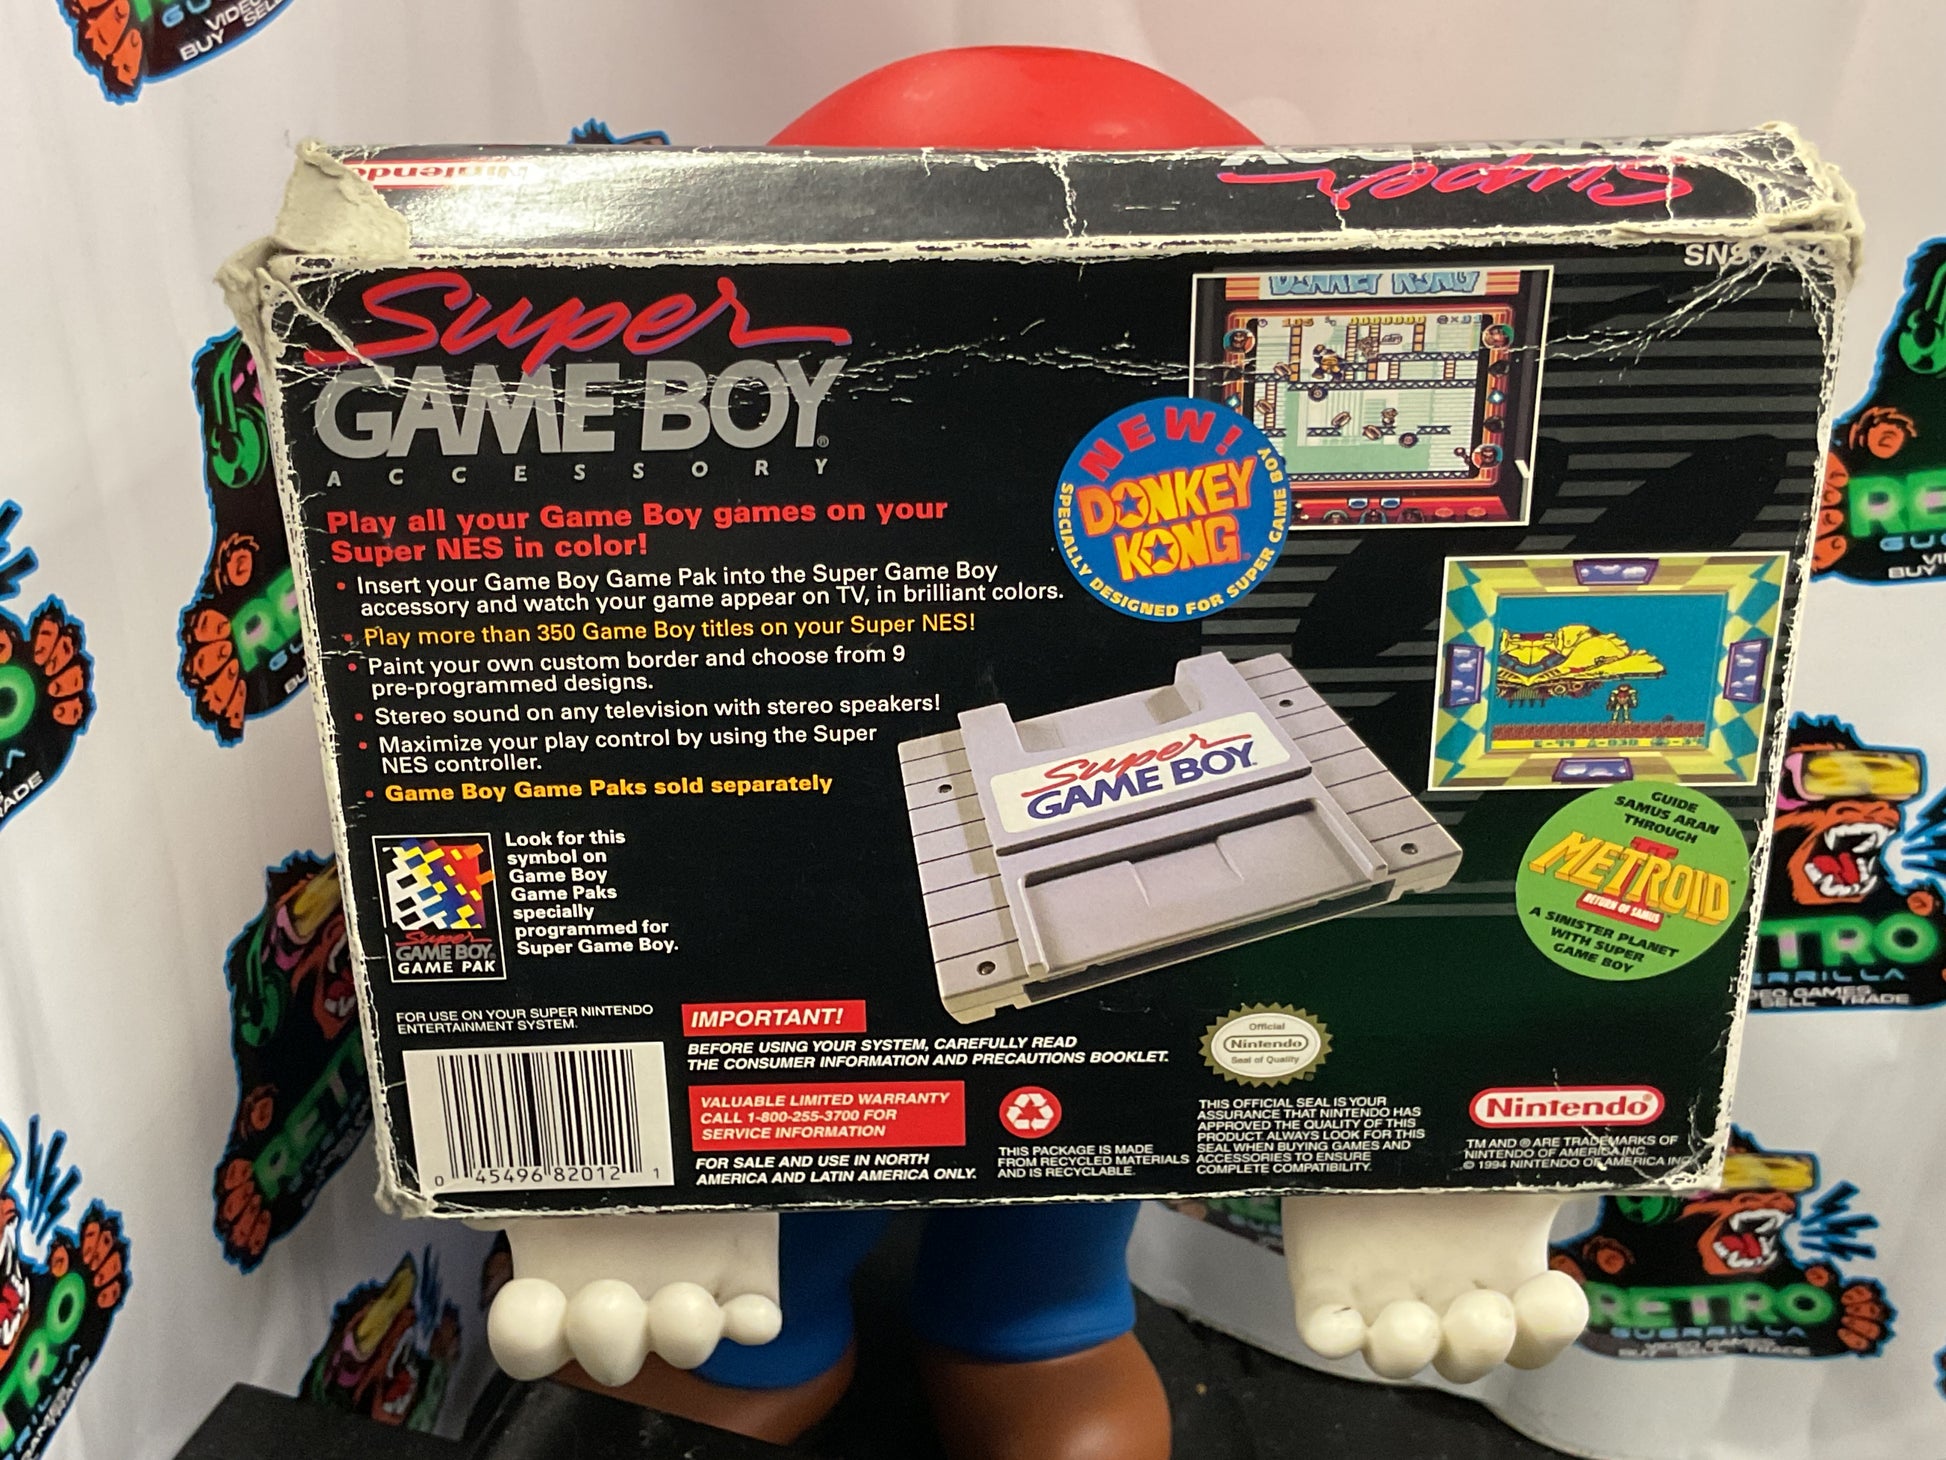 Nintendo
Super
Super
GAME BOY®
ACCESSORY
Play all your Game Boy games on your
Super NES in color!
• Insert your Game Boy Game Pak into the Super Game Boy
accessory and watch your game appear on TV, in brilliant colors.
• Play more than 350 Game Boy titles on your Super NES!
• Paint your own custom border and choose from 9
pre-programmed designs.
• Stereo sound on any television with stereo speakers!
• Maximize your play control by using the Super
NES controller.
• Game Boy Game Paks sold separately
Look for this
symbol on
Game Boy
Game Paks
specially
programmed for
Super Game Boy.
Super
GAME BOY®
GAME PAK
DONKEY KONG
NEW!
DONKEY
KONG
SPECIALLY DESIGNED FOR SUPER GAME BOY
Super
GAME BOY
GUIDE
SAMUS ARAN
THROUGH
METROID II
RETURN OF SAMUS
A SINISTER PLANET
WITH SUPER
GAME BOY
FOR USE ON YOUR SUPER NINTENDO
ENTERTAINMENT SYSTEM.
0 45496 82012 1
IMPORTANT!
BEFORE USING YOUR SYSTEM, CAREFULLY READ
THE CONSUMER INFORMATION AND PRECAUTIONS BOOKLET.
VALUABLE LIMITED WARRANTY
CALL 1-800-255-3700 FOR
SERVICE INFORMATION
FOR SALE AND USE IN NORTH
AMERICA AND LATIN AMERICA ONLY.
THIS PACKAGE IS MADE
FROM RECYCLED MATERIALS
AND IS RECYCLABLE.
Official
Nintendo
Seal of Quality
THIS OFFICIAL SEAL IS YOUR
ASSURANCE THAT NINTENDO HAS
APPROVED THE QUALITY OF THIS
PRODUCT. ALWAYS LOOK FOR THIS
SEAL WHEN BUYING GAMES AND
ACCESSORIES TO ENSURE
COMPLETE COMPATIBILITY.
Nintendo®
TM AND ® ARE TRADEMARKS OF
NINTENDO OF AMERICA INC.
© 1994 NINTENDO OF AMERICA INC.
RETRO
GUERRILLA
VIDEO GAMES
BUY SELL TRADE